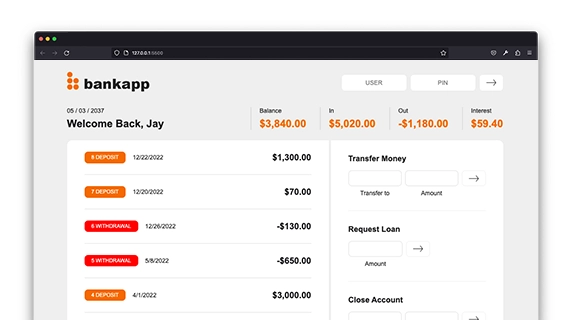 127.0.0.1:5500
bankapp
USER
PIN
05 / 03 / 2037
Welcome Back, Jay
Balance
$3,840.00
In
$5,020.00
Out
-$1,180.00
Interest
$59.40
8 DEPOSIT 12/22/2022 $1,300.00
7 DEPOSIT 12/20/2022 $70.00
6 WITHDRAWAL 12/26/2022 -$130.00
5 WITHDRAWAL 5/8/2022 -$650.00
4 DEPOSIT 4/1/2022 $3,000.00
Transfer Money
Transfer to
Amount
Request Loan
Amount
Close Account